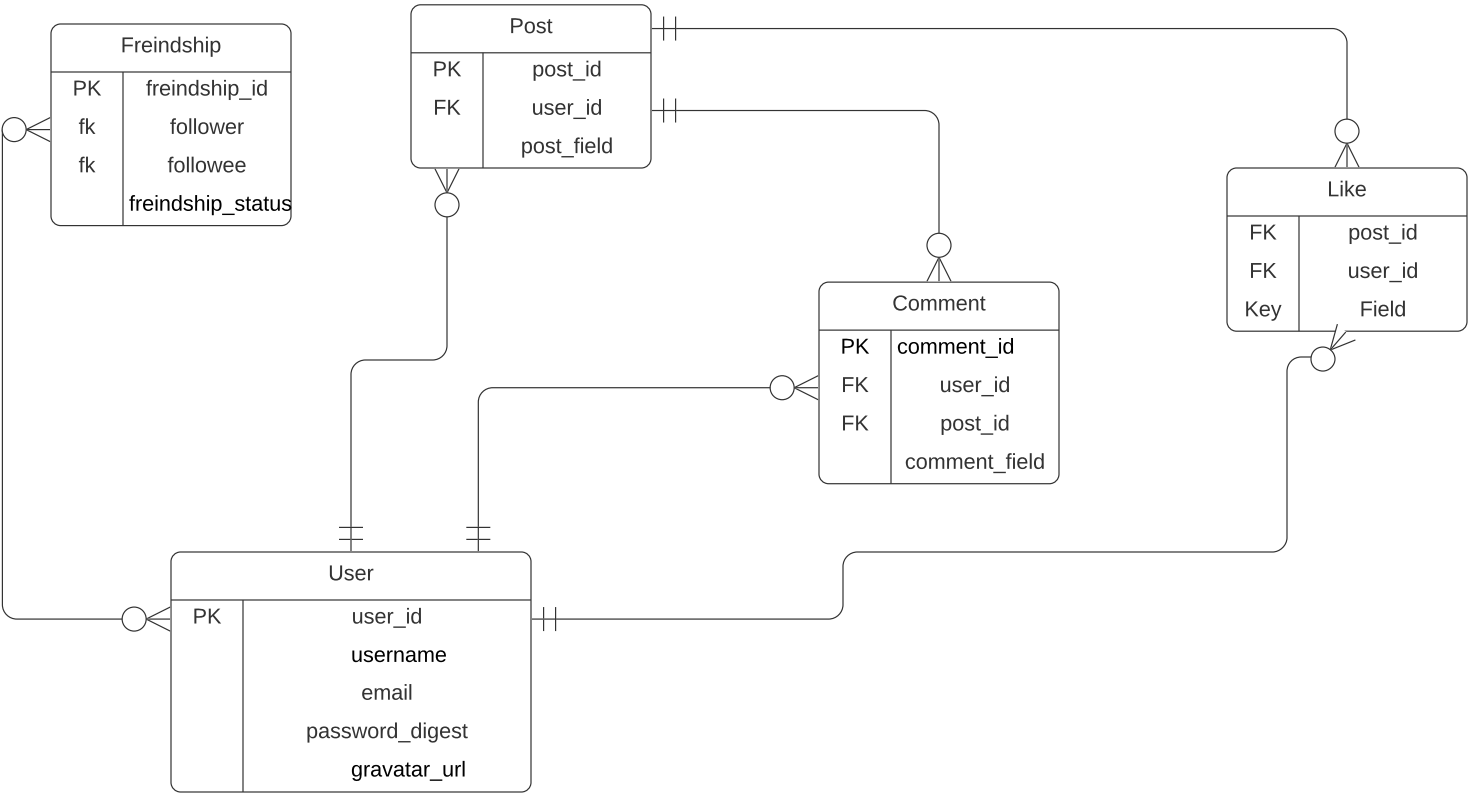 Freindship
PK freindship_id
fk follower
fk followee
freindship_status
Post
PK post_id
FK user_id
post_field
Like
FK post_id
FK user_id
Key Field
Comment
PK comment_id
FK user_id
FK post_id
comment_field
User
PK user_id
username
email
password_digest
gravatar_url